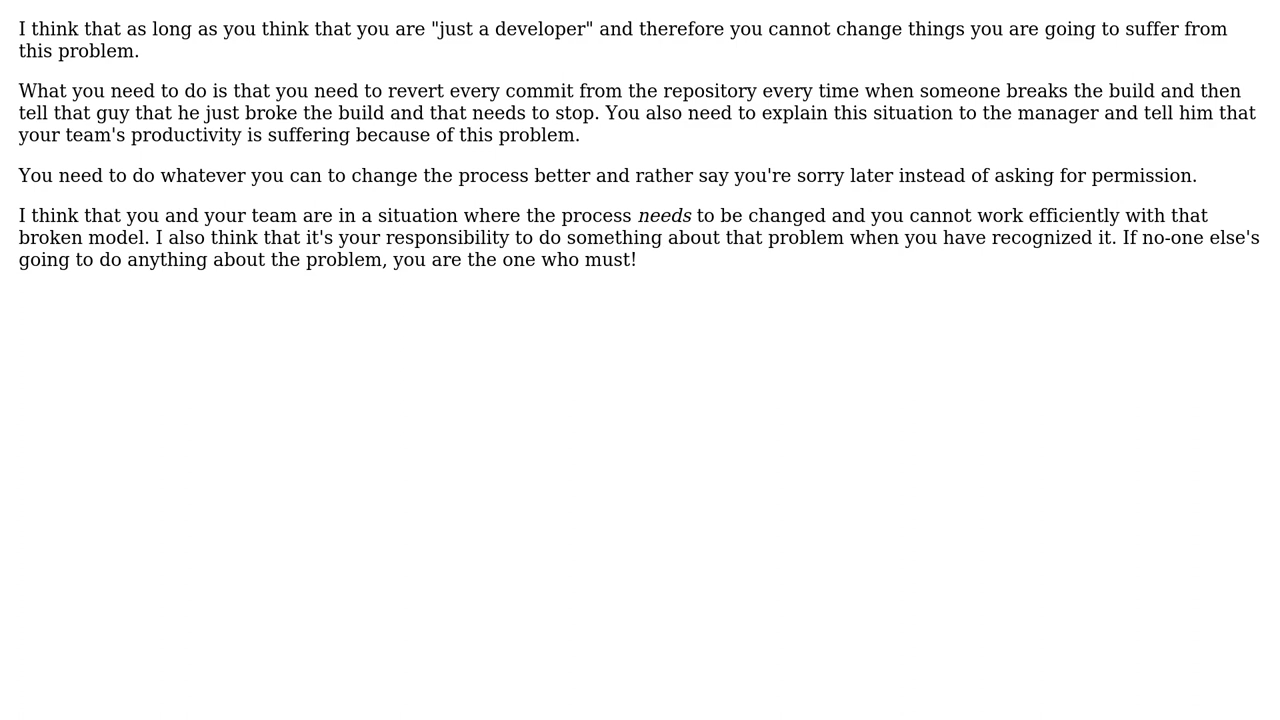 I think that as long as you think that you are "just a developer" and therefore you cannot change things you are going to suffer from
this problem.
What you need to do is that you need to revert every commit from the repository every time when someone breaks the build and then
tell that guy that he just broke the build and that needs to stop. You also need to explain this situation to the manager and tell him that
your team's productivity is suffering because of this problem.
You need to do whatever you can to change the process better and rather say you're sorry later instead of asking for permission.
I think that you and your team are in a situation where the process needs to be changed and you cannot work efficiently with that
broken model. I also think that it's your responsibility to do something about that problem when you have recognized it. If no-one else's
going to do anything about the problem, you are the one who must!